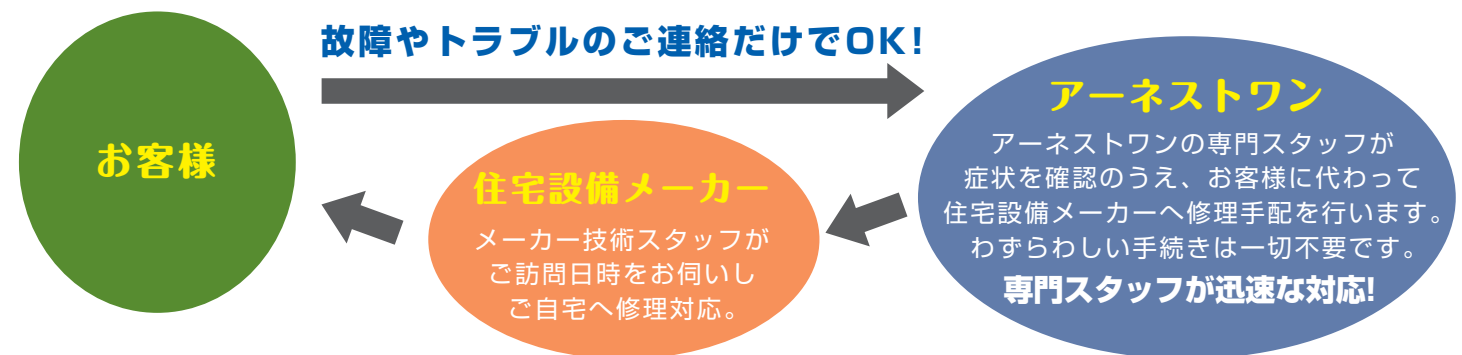 故障やトラブルのご連絡だけでOK!
お客様
アーネストワン
アーネストワンの専門スタッフが
症状を確認のうえ、お客様に代わって
住宅設備メーカーへ修理手配を行います。
わずらわしい手続きは一切不要です。
専門スタッフが迅速な対応!
住宅設備メーカー
メーカー技術スタッフが
ご訪問日時をお伺いし
ご自宅へ修理対応。